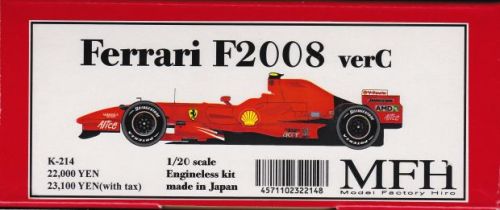 Ferrari F2008 verC
AMD
K-214
22,000 YEN
23,100 YEN(with tax)
1/20 scale
Engineless kit
made in Japan
4571102322148
MFH
Model Factory Hiro